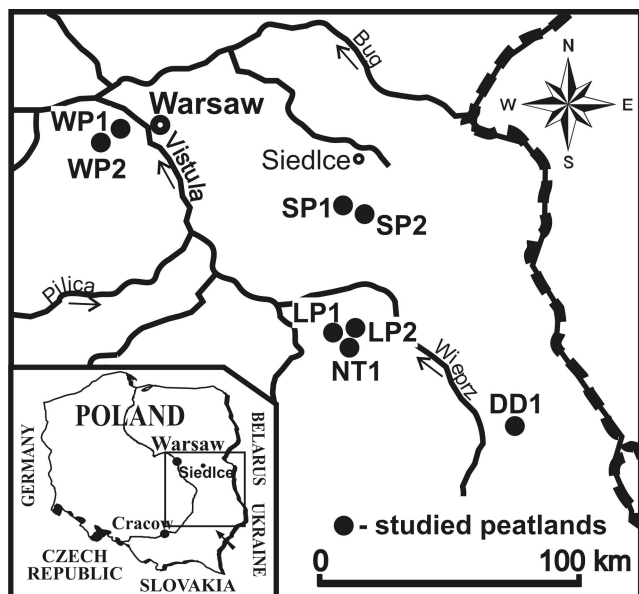 N
W E
S
Bug
Warsaw
WP1
WP2
Vistula
Siedlce
SP1
SP2
Pilica
LP1
LP2
NT1
Wieprz
DD1
POLAND
GERMANY
BELARUS
UKRAINE
Warsaw
Siedlce
Cracow
CZECH
REPUBLIC
SLOVAKIA
- studied peatlands
0 100 km